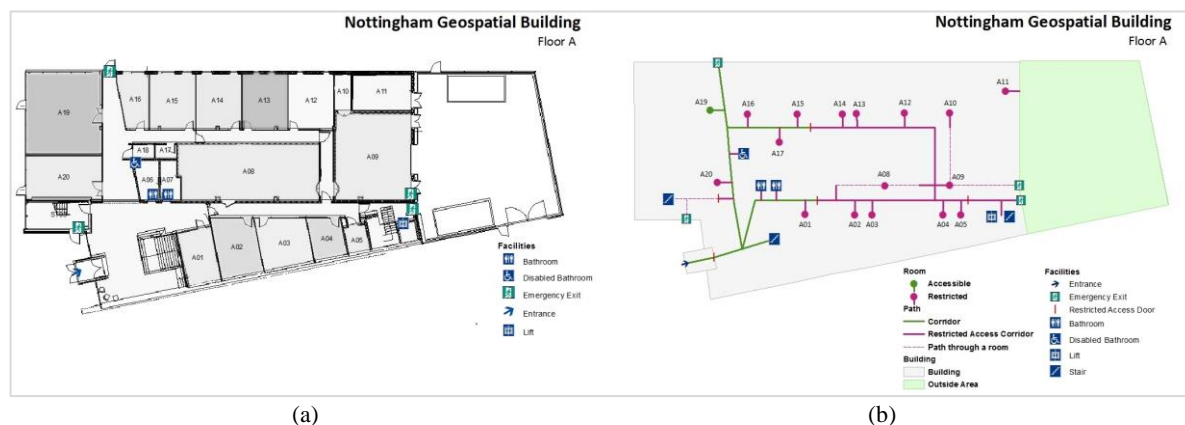 Nottingham Geospatial Building
Floor A
A16
A15
A14
A13
A12
A10
A11
A19
A18
A17
A20
A06
A07
A08
A09
A01
A02
A03
A04
A05
Facilities
Bathroom
Disabled Bathroom
Emergency Exit
Entrance
Lift
(a)
Nottingham Geospatial Building
Floor A
A11
A19
A16
A15
A14
A13
A12
A10
A17
A20
A08
A09
A01
A02
A03
A04
A05
Room
Accessible
Restricted
Path
Corridor
Restricted Access Corridor
Path through a room
Building
Building
Outside Area
Facilities
Entrance
Emergency Exit
Restricted Access Door
Bathroom
Disabled Bathroom
Lift
Stair
(b)